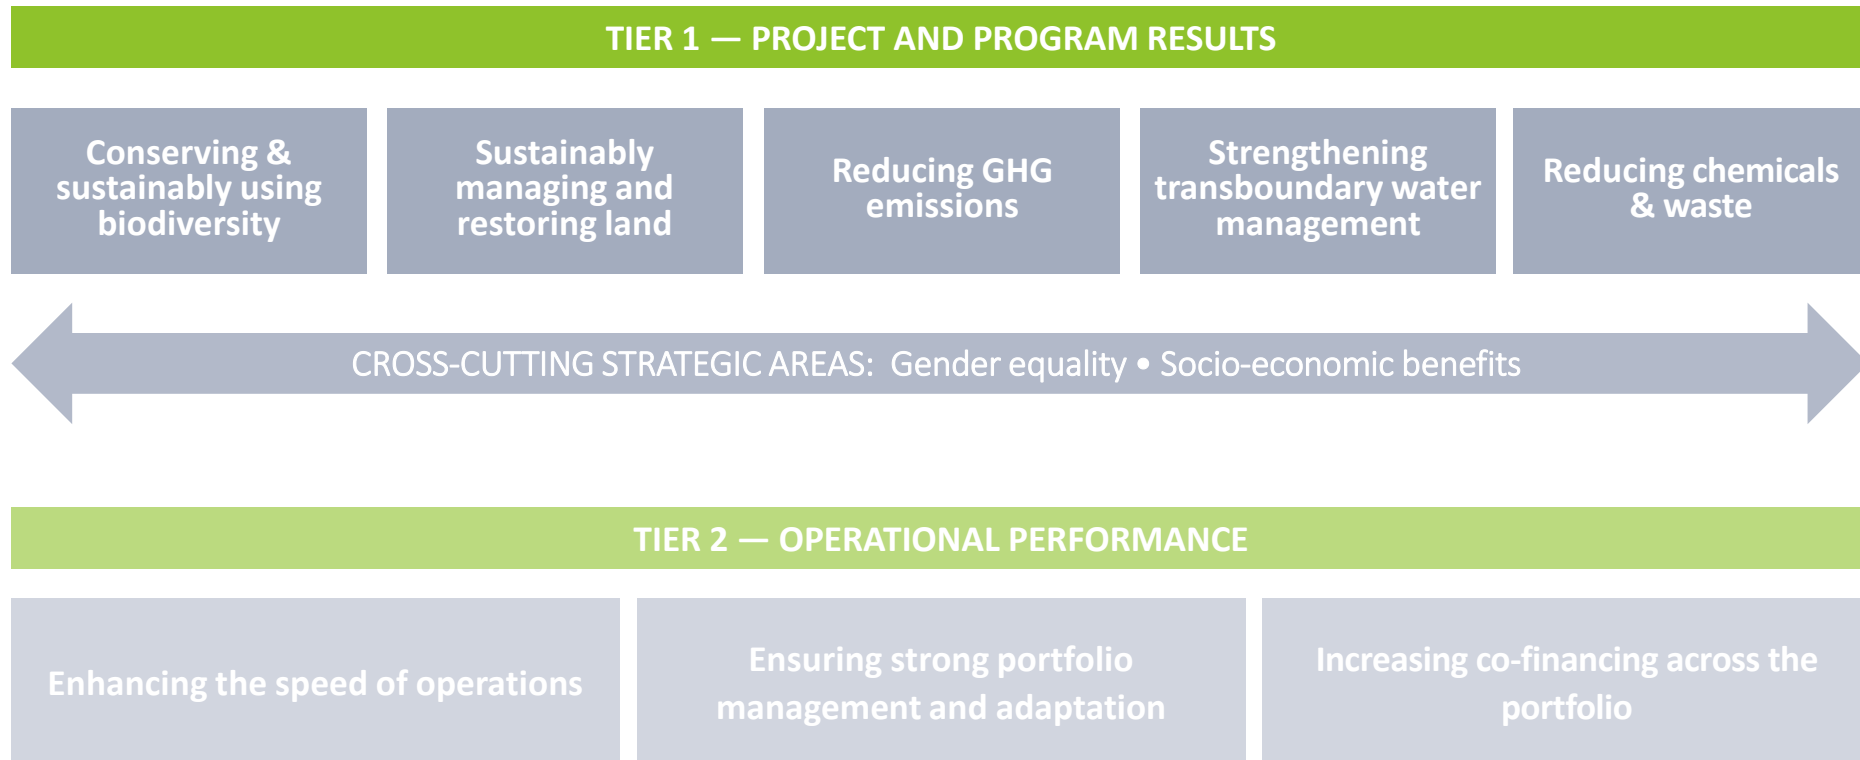 TIER 1 — PROJECT AND PROGRAM RESULTS
Conserving &
sustainably using
biodiversity
Sustainably
managing and
restoring land
Reducing GHG
emissions
Strengthening
transboundary water
management
Reducing chemicals
& waste
CROSS-CUTTING STRATEGIC AREAS: Gender equality • Socio-economic benefits
TIER 2 — OPERATIONAL PERFORMANCE
Enhancing the speed of operations
Ensuring strong portfolio
management and adaptation
Increasing co-financing across the
portfolio